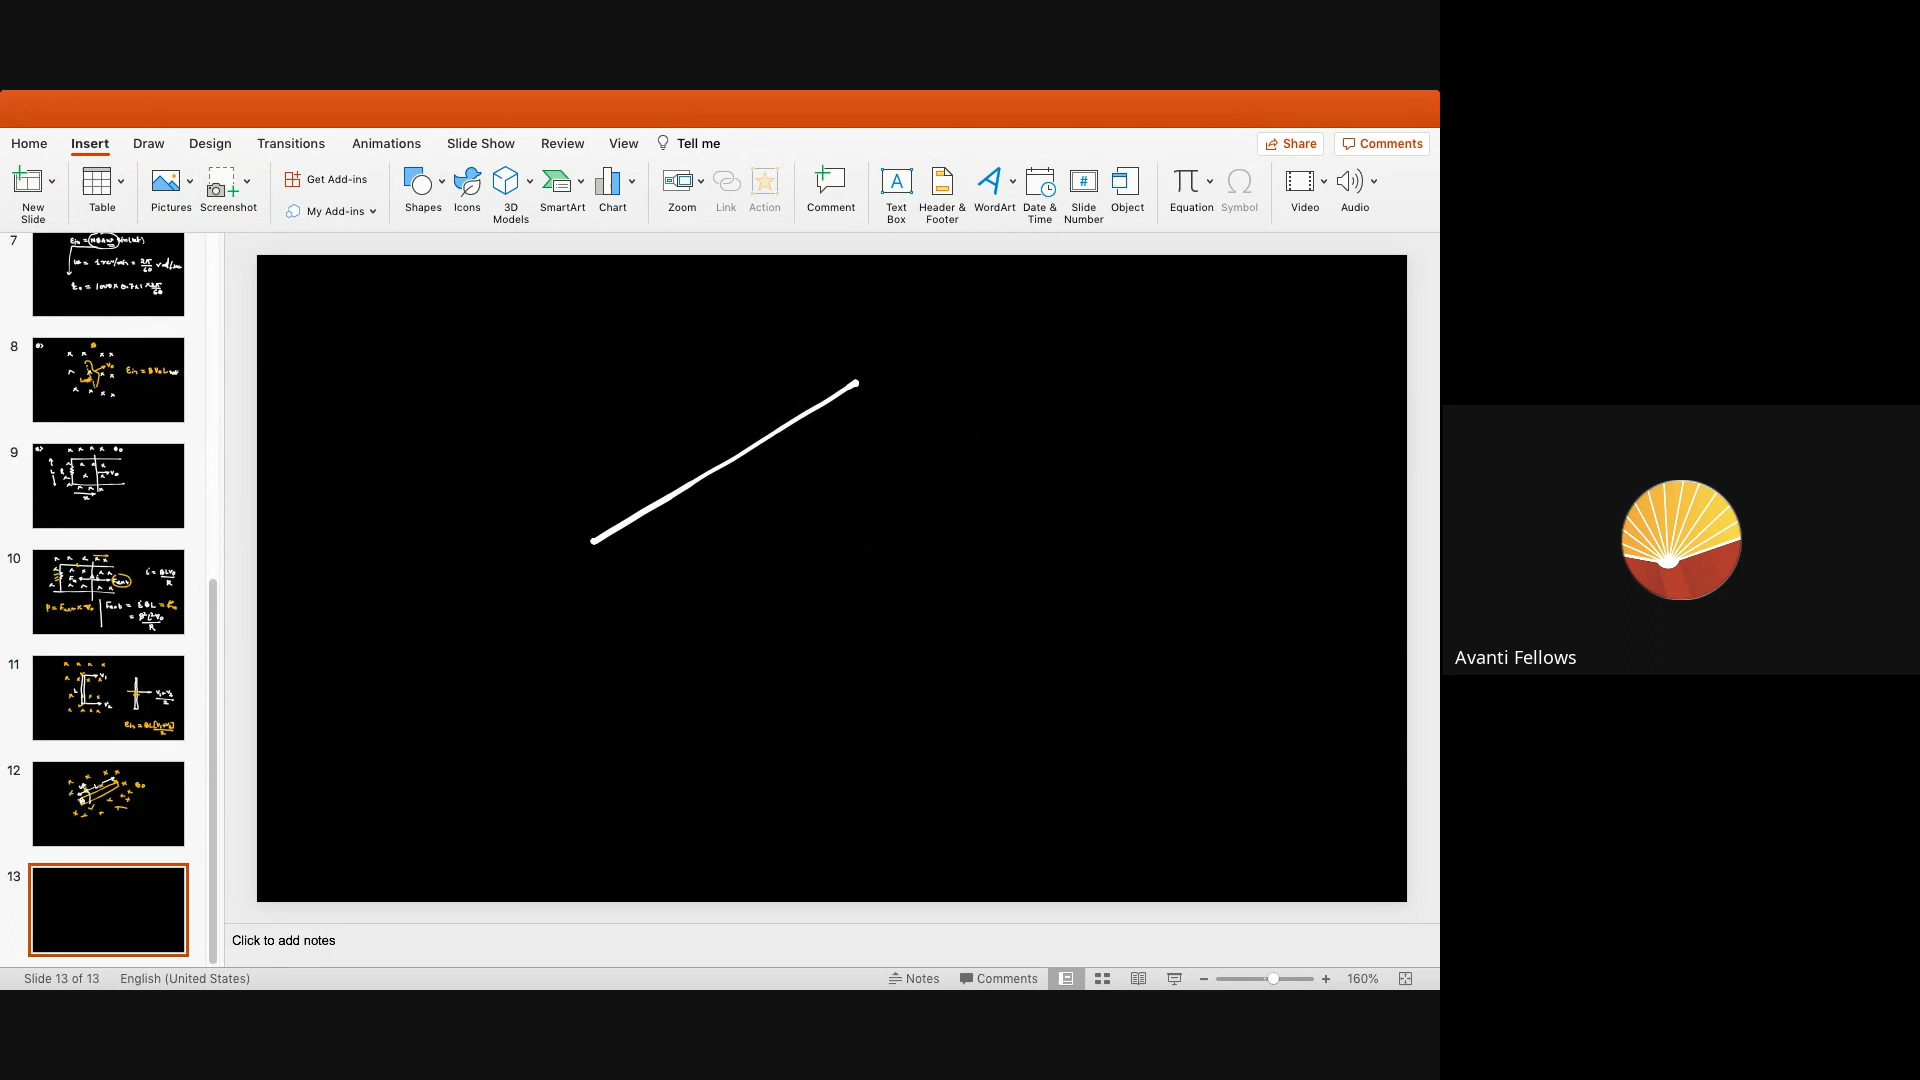 Home Insert Draw Design Transitions Animations Slide Show Review View Tell me Share Comments
New Slide Table Pictures Screenshot Get Add-ins My Add-ins Shapes Icons 3D Models SmartArt Chart Zoom Link Action Comment Text Box Header & Footer WordArt Date & Time Slide Number Object Equation Symbol Video Audio
7
8
9
10
11
12
13
Click to add notes
Slide 13 of 13 English (United States) Notes Comments 160%
Avanti Fellows